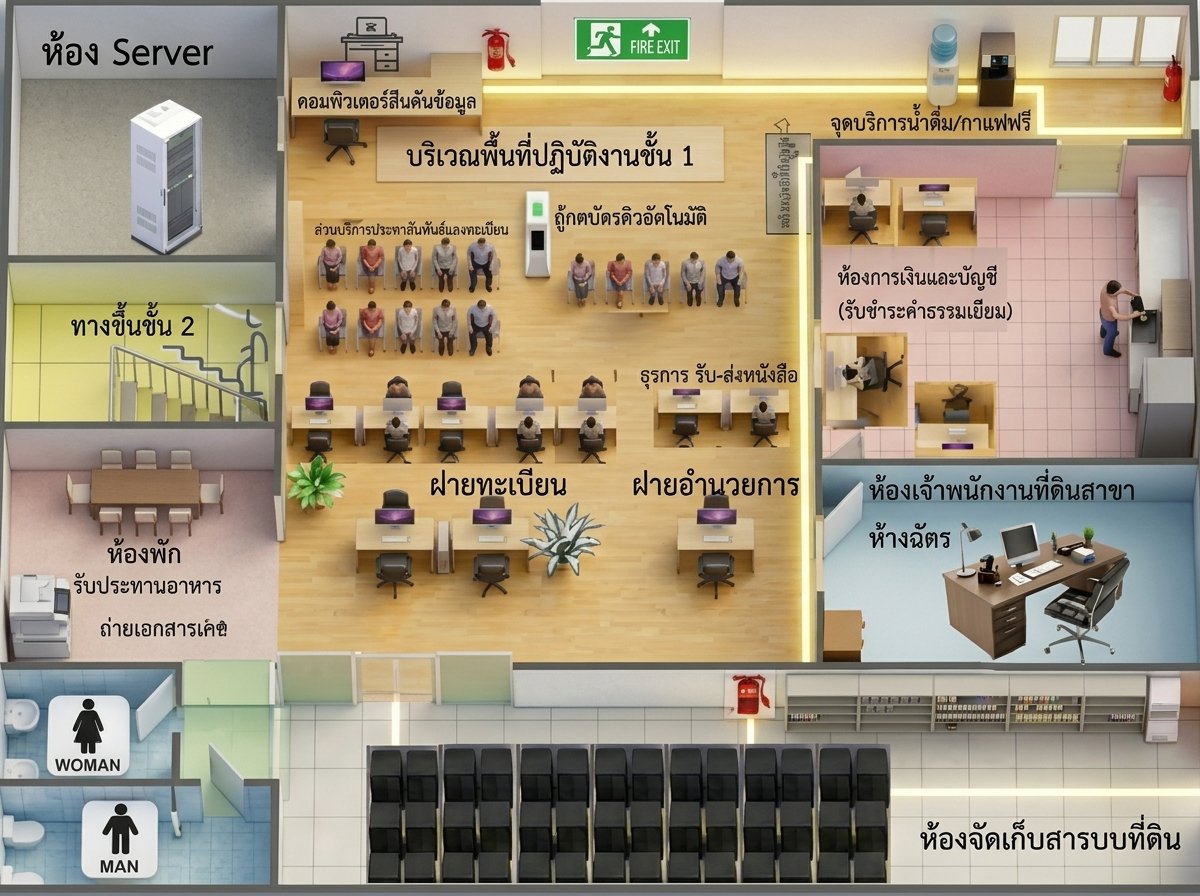 ห้อง Server
FIRE EXIT
คอมพิวเตอร์สืนดันข้อมูล
จุดบริการน้ำดื่ม/กาแฟฟรี
บริเวณพื้นที่ปฏิบัติงานชั้น 1
ถู้กตบัตรคิวอัตโนมัติ
ล่วนบริการประทาสันทันธ์แลงทะเบียน
ห้องการเงินและบัญชี
(รับชำระคำธรรมเยียม)
ทางขึ้นชั้น 2
ธุรการ รับ-ส่งหนังสือ
ฝ่ายทะเบียน
ฝ่ายอำนวยการ
ห้องเจ้าพนักงานที่ดินสาขา
ห้างฉัตร
ห้องพัก
รับประทานอาหาร
ถ่ายเอกสาร
WOMAN
MAN
ห้องจัดเก็บสารบบที่ดิน